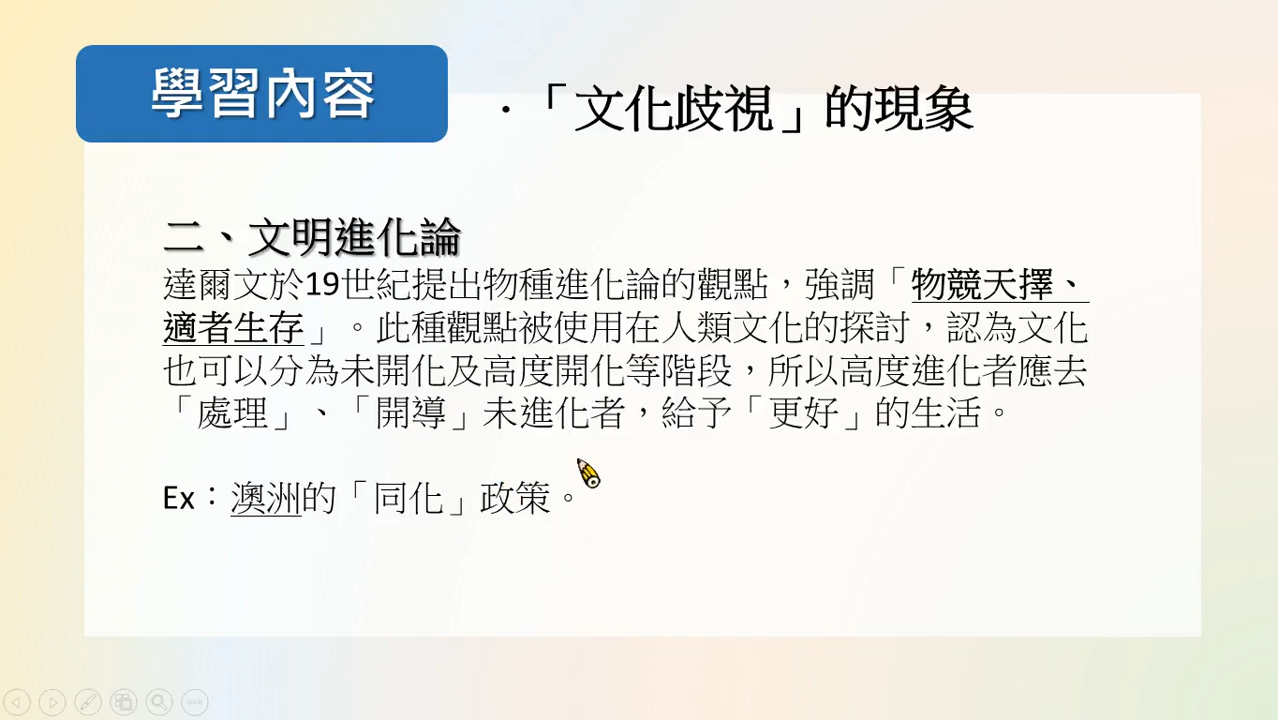 學習內容
·「文化歧視」的現象
二、文明進化論
達爾文於19世紀提出物種進化論的觀點，強調「物競天擇、
適者生存」。此種觀點被使用在人類文化的探討，認為文化
也可以分為未開化及高度開化等階段，所以高度進化者應去
「處理」、「開導」未進化者，給予「更好」的生活。
Ex：澳洲的「同化」政策。